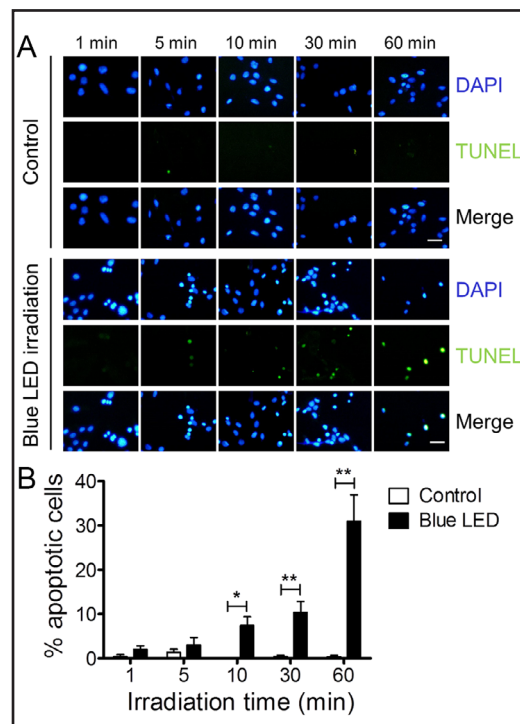 A
1 min 5 min 10 min 30 min 60 min
Control
DAPI
TUNEL
Merge
Blue LED irradiation
DAPI
TUNEL
Merge
B
% apoptotic cells
40
30
20
10
0
* ** **
Control
Blue LED
1 5 10 30 60
Irradiation time (min)